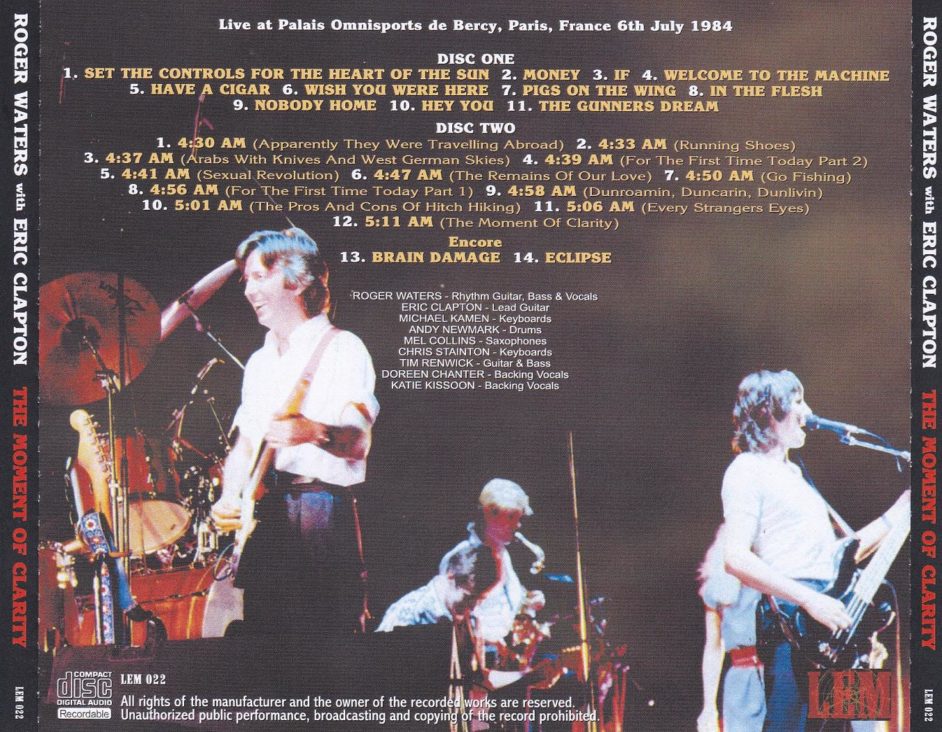 Live at Palais Omnisports de Bercy, Paris, France 6th July 1984
DISC ONE
1. SET THE CONTROLS FOR THE HEART OF THE SUN 2. MONEY 3. IF 4. WELCOME TO THE MACHINE
5. HAVE A CIGAR 6. WISH YOU WERE HERE 7. PIGS ON THE WING 8. IN THE FLESH
9. NOBODY HOME 10. HEY YOU 11. THE GUNNERS DREAM
DISC TWO
1. 4:30 AM (Apparently They Were Travelling Abroad) 2. 4:33 AM (Running Shoes)
3. 4:37 AM (Arabs With Knives And West German Skies) 4. 4:39 AM (For The First Time Today Part 2)
5. 4:41 AM (Sexual Revolution) 6. 4:47 AM (The Remains Of Our Love) 7. 4:50 AM (Go Fishing)
8. 4:56 AM (For The First Time Today Part 1) 9. 4:58 AM (Dunroamin, Duncarin, Dunlivin)
10. 5:01 AM (The Pros And Cons Of Hitch Hiking) 11. 5:06 AM (Every Strangers Eyes)
12. 5:11 AM (The Moment Of Clarity)
Encore
13. BRAIN DAMAGE 14. ECLIPSE
ROGER WATERS - Rhythm Guitar, Bass & Vocals
ERIC CLAPTON - Lead Guitar
MICHAEL KAMEN - Keyboards
ANDY NEWMARK - Drums
MEL COLLINS - Saxophones
CHRIS STAINTON - Keyboards
TIM RENWICK - Guitar & Bass
DOREEN CHANTER - Backing Vocals
KATIE KISSOON - Backing Vocals
COMPACT
disc
DIGITAL AUDIO
Recordable
LEM 022
All rights of the manufacturer and the owner of the recorded works are reserved.
Unauthorized public performance, broadcasting and copying of the record prohibited.
LEM
ROGER WATERS with ERIC CLAPTON THE MOMENT OF CLARITY LEM 022
ROGER WATERS with ERIC CLAPTON THE MOMENT OF CLARITY LEM 022